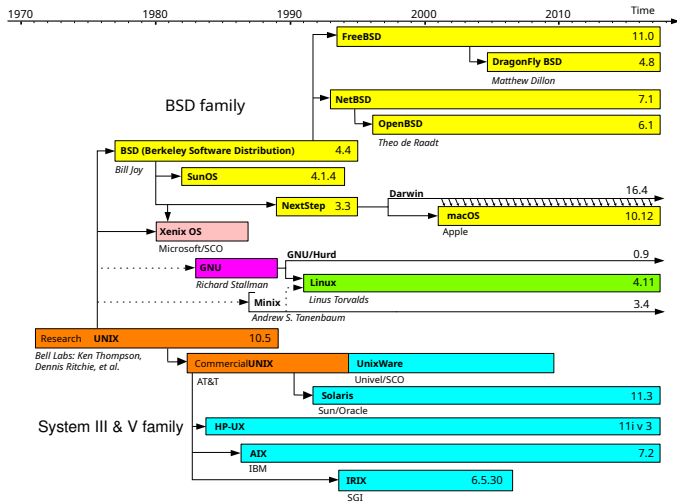 1970 1980 1990 2000 2010 Time
FreeBSD 11.0
DragonFly BSD 4.8
Matthew Dillon
BSD family
NetBSD 7.1
OpenBSD 6.1
Theo de Raadt
BSD (Berkeley Software Distribution) 4.4
Bill Joy
SunOS 4.1.4
Darwin 16.4
NextStep 3.3
macOS 10.12
Apple
Xenix OS
Microsoft/SCO
GNU/Hurd 0.9
GNU
Richard Stallman
Linux 4.11
Linus Torvalds
Minix 3.4
Andrew S. Tanenbaum
Research UNIX 10.5
Bell Labs: Ken Thompson,
Dennis Ritchie, et al.
CommercialUNIX UnixWare
AT&T Univel/SCO
Solaris 11.3
Sun/Oracle
System III & V family
HP-UX 11i v 3
AIX 7.2
IBM
IRIX 6.5.30
SGI